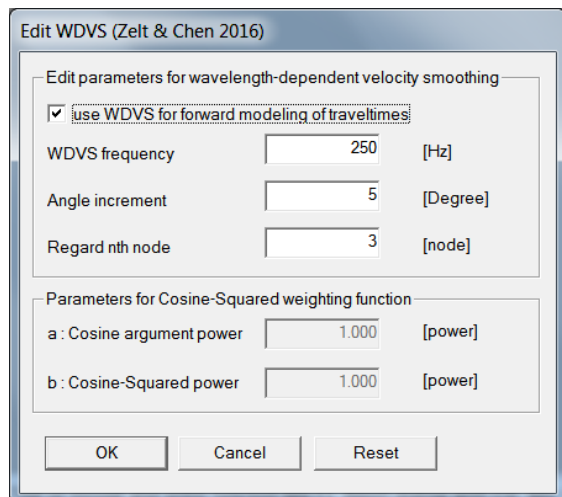 Edit WDVS (Zelt & Chen 2016)
Edit parameters for wavelength-dependent velocity smoothing
use WDVS for forward modeling of traveltimes
WDVS frequency 250 [Hz]
Angle increment 5 [Degree]
Regard nth node 3 [node]
Parameters for Cosine-Squared weighting function
a : Cosine argument power 1.000 [power]
b : Cosine-Squared power 1.000 [power]
OK Cancel Reset